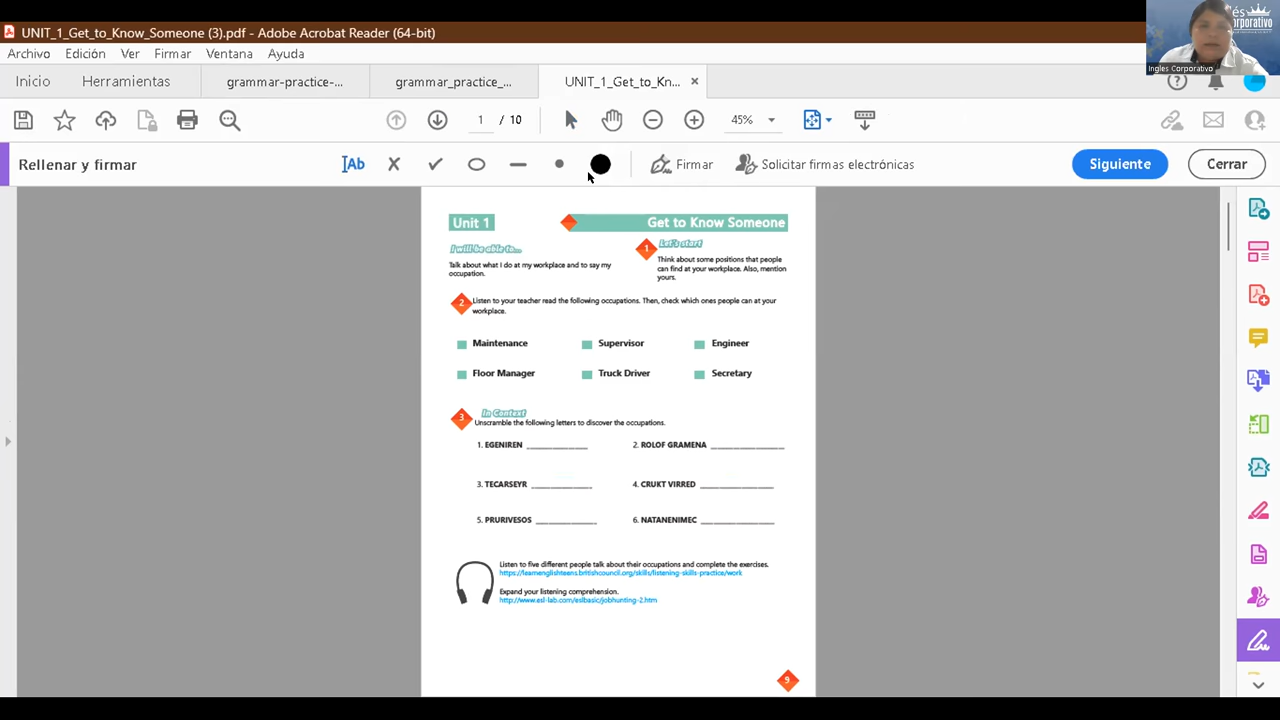 UNIT_1_Get_to_Know_Someone (3).pdf - Adobe Acrobat Reader (64-bit)
Archivo Edición Ver Firmar Ventana Ayuda
Inicio Herramientas grammar-practice-... grammar_practice_... UNIT_1_Get_to_Kn... ×
1 / 10 45%
Rellenar y firmar Ab Firmar Solicitar firmas electrónicas Siguiente Cerrar
Corporativo
Ingles Corporativo
Unit 1 Get to Know Someone
I will be able to...
Talk about what I do at my workplace and to say my
occupation.
1 Let's start
Think about some positions that people
can find at your workplace. Also, mention
yours.
2 Listen to your teacher read the following occupations. Then, check which ones people can at your
workplace.
Maintenance Supervisor Engineer
Floor Manager Truck Driver Secretary
3 In Context
Unscramble the following letters to discover the occupations.
1. EGENIREN ____________ 2. ROLOF GRAMENA ____________
3. TECARSEYR ____________ 4. CRUKT VIRRED ____________
5. PRURIVESOS ____________ 6. NATANENIMEC ____________
Listen to five different people talk about their occupations and complete the exercises.
https://learnenglishteens.britishcouncil.org/skills/listening-skills-practice/work
Expand your listening comprehension.
http://www.esl-lab.com/eslbasic/jobhunting-2.htm
9